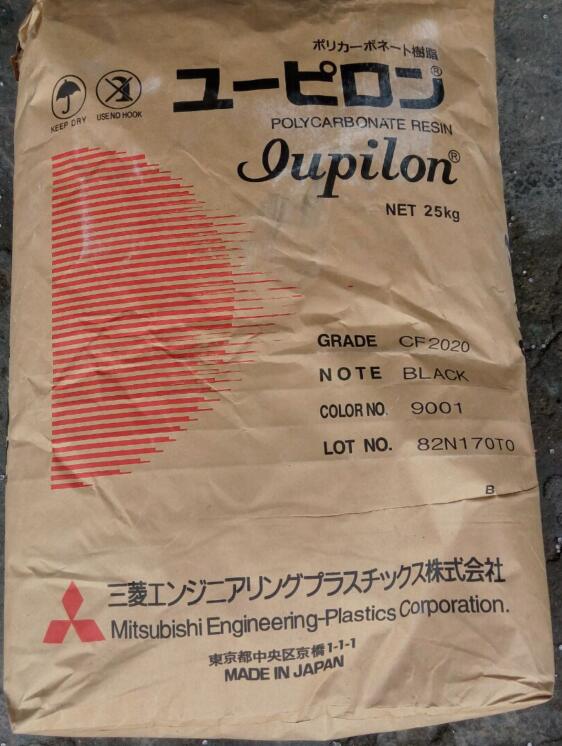 ポリカーボネート樹脂
ユーピロン®
KEEP DRY
USE NO HOOK
POLYCARBONATE RESIN
Iupilon®
NET 25kg
GRADE CF2020
NOTE BLACK
COLOR NO. 9001
LOT NO. 82N170T0
B
三菱エンジニアリングプラスチックス株式会社
Mitsubishi Engineering-Plastics Corporation.
東京都中央区京橋1-1-1
MADE IN JAPAN